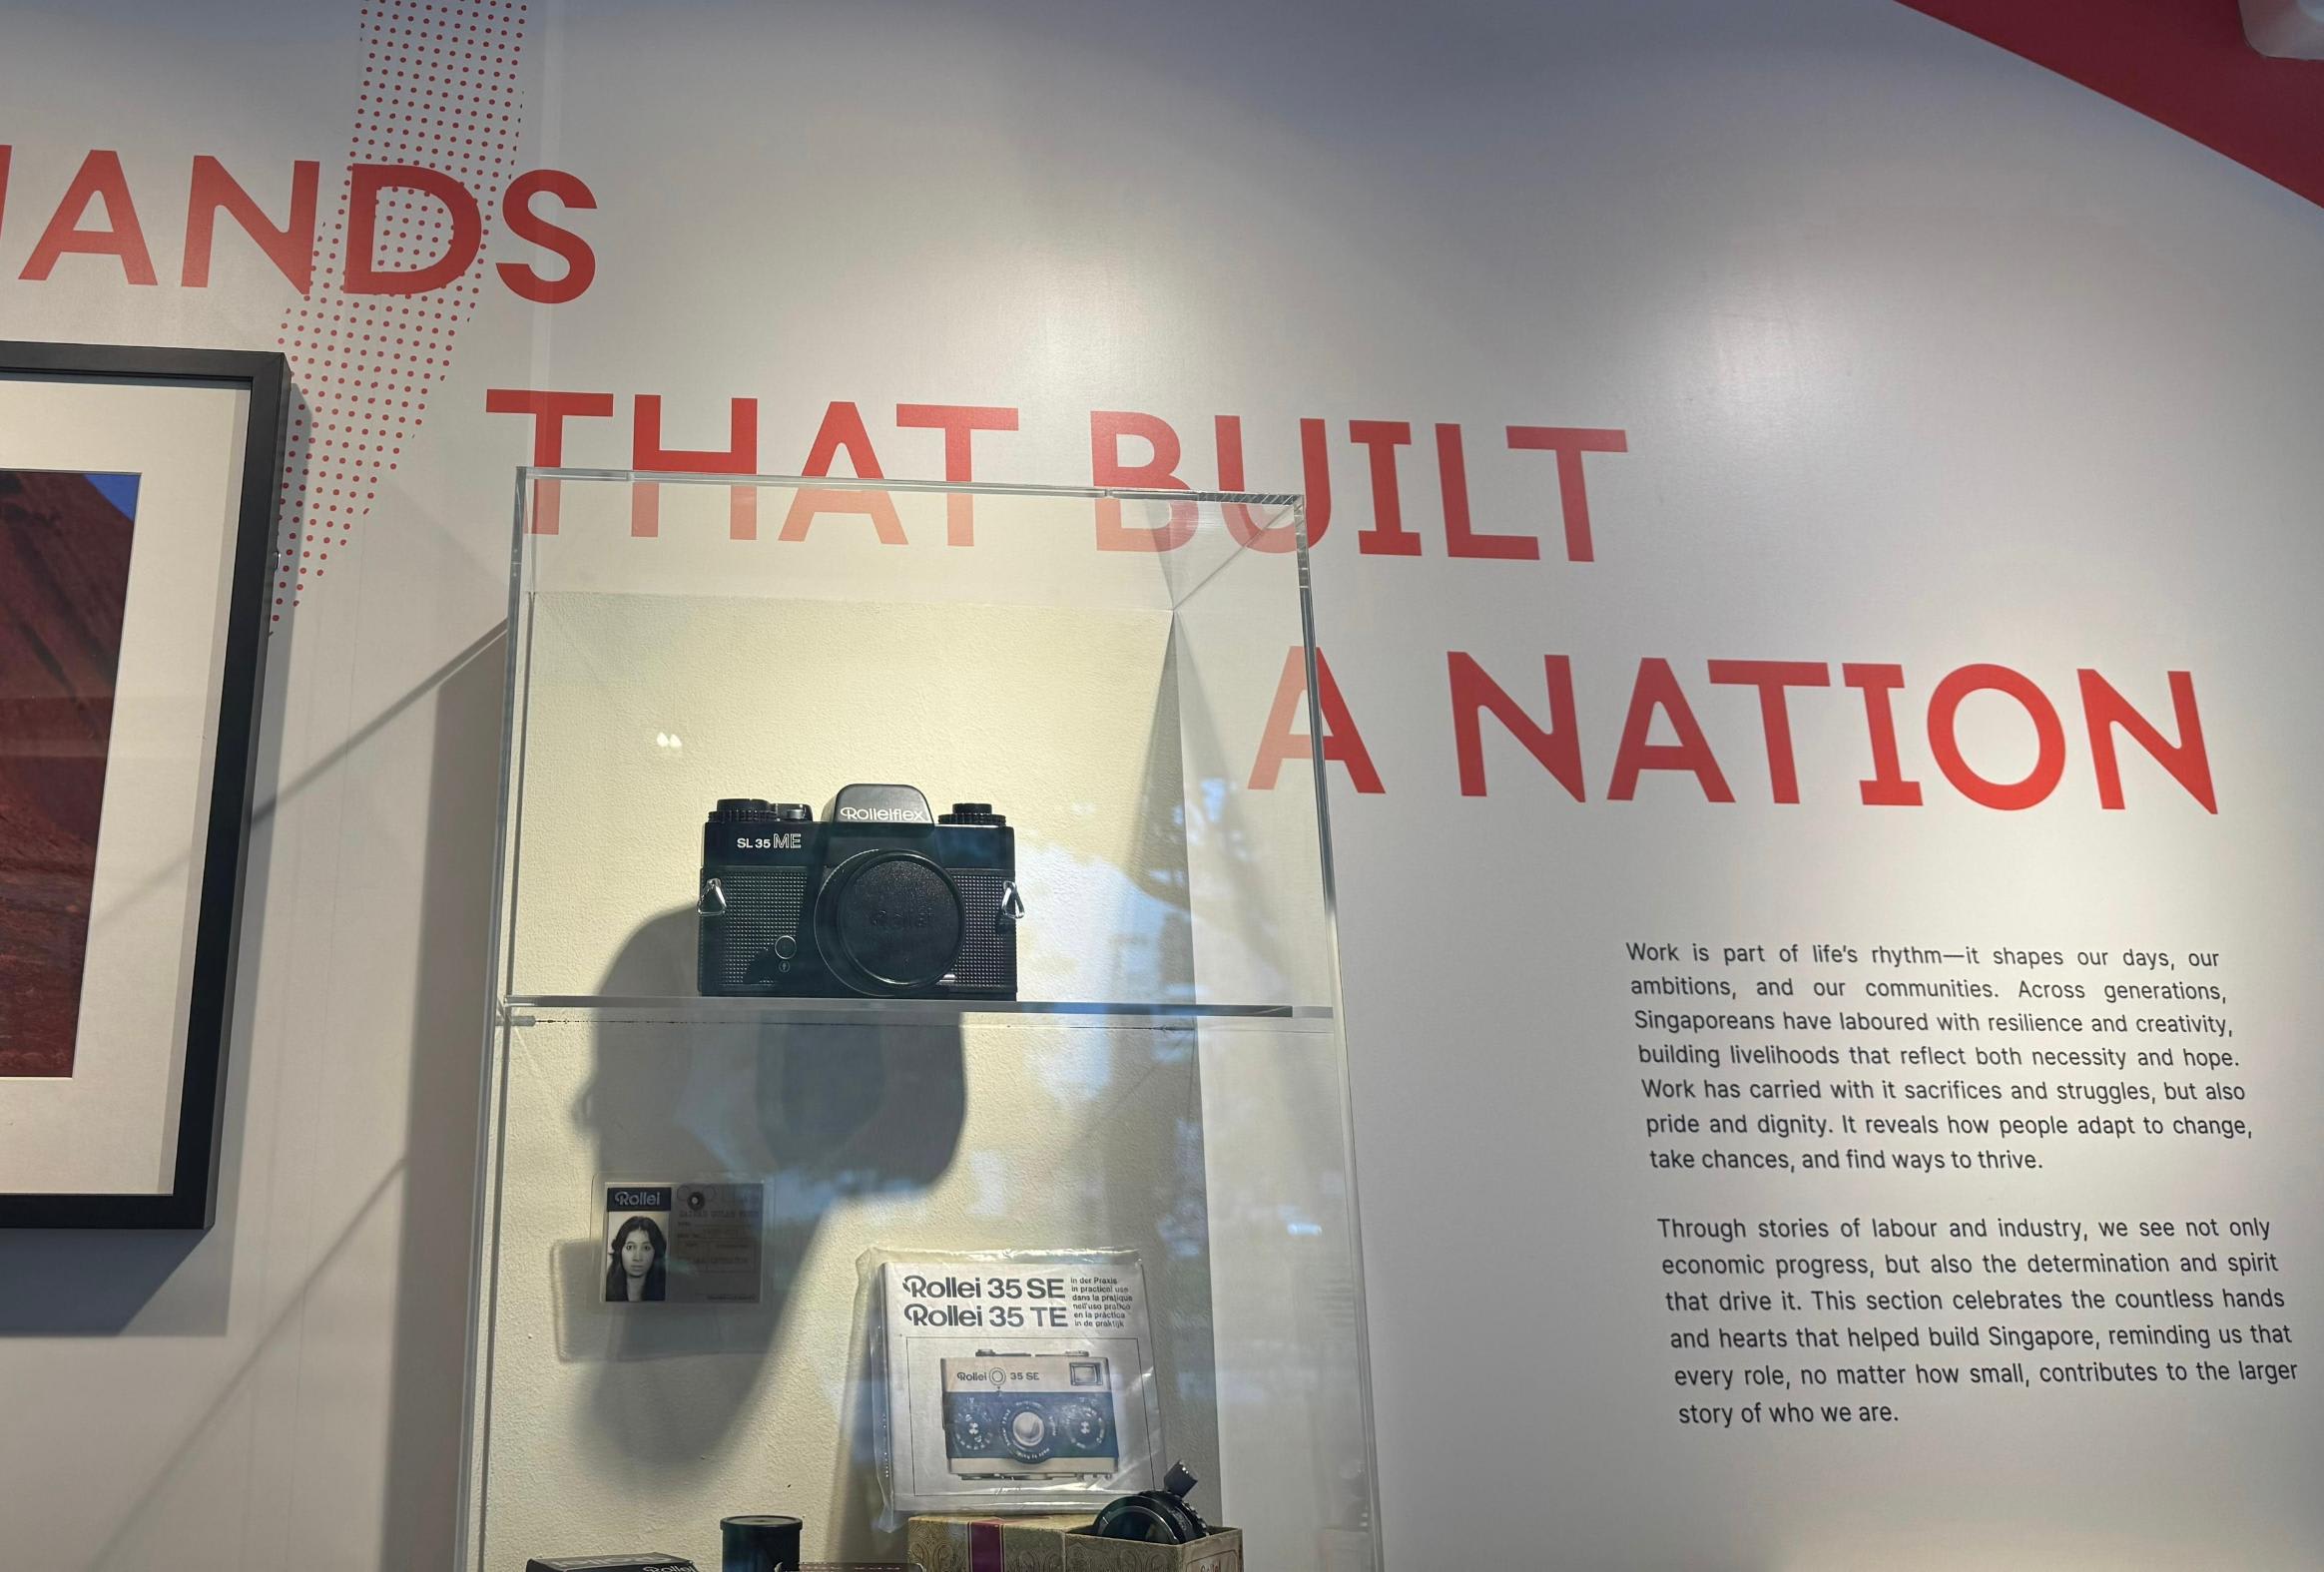 HANDS
THAT BUILT
A NATION
Rolleiflex
SL 35 ME
Rollei
Rollei
Rollei 35 SE
Rollei 35 TE
in der Praxis
in practical use
dans la pratique
nell'uso pratico
en la práctica
in de praktijk
Rollei 35 SE
Rollei
Work is part of life's rhythm—it shapes our days, our
ambitions, and our communities. Across generations,
Singaporeans have laboured with resilience and creativity,
building livelihoods that reflect both necessity and hope.
Work has carried with it sacrifices and struggles, but also
pride and dignity. It reveals how people adapt to change,
take chances, and find ways to thrive.
Through stories of labour and industry, we see not only
economic progress, but also the determination and spirit
that drive it. This section celebrates the countless hands
and hearts that helped build Singapore, reminding us that
every role, no matter how small, contributes to the larger
story of who we are.